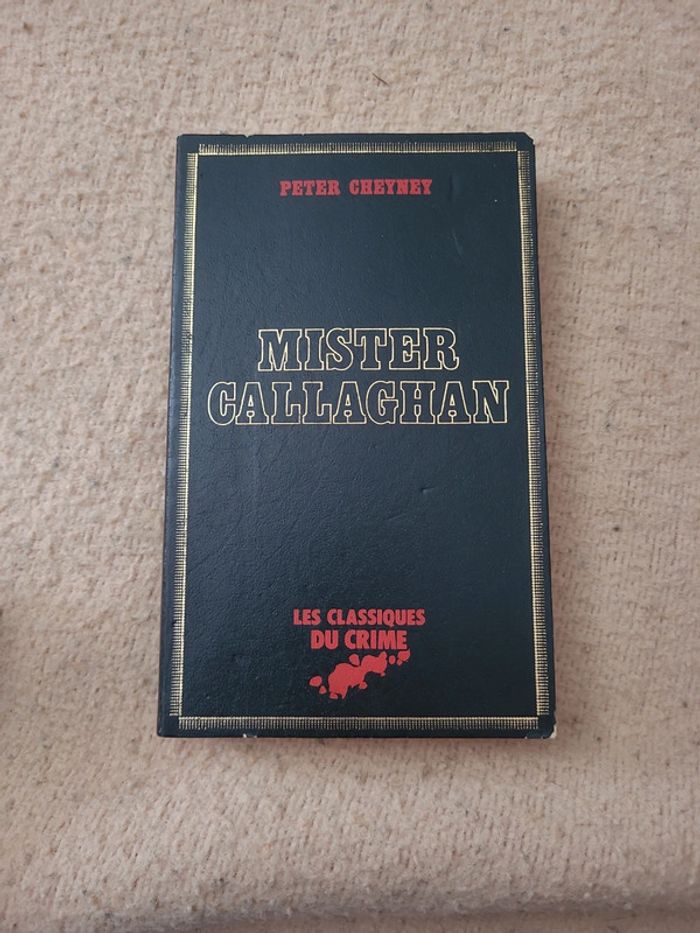 PETER CHEYNEY
MISTER
CALLAGHAN
LES CLASSIQUES
DU CRIME